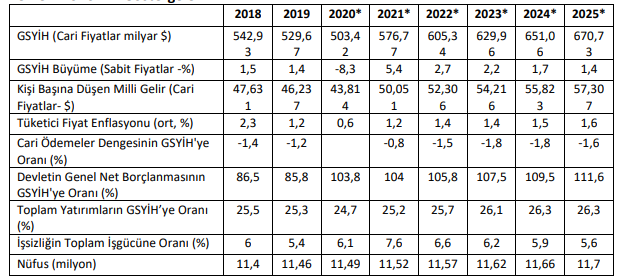 2018 2019 2020* 2021* 2022* 2023* 2024* 2025*
GSYİH (Cari Fiyatlar milyar $) 542,93 529,67 503,42 576,77 605,34 629,96 651,06 670,73
GSYİH Büyüme (Sabit Fiyatlar -%) 1,5 1,4 -8,3 5,4 2,7 2,2 1,7 1,4
Kişi Başına Düşen Milli Gelir (Cari
Fiyatlar- $) 47,631 46,237 43,814 50,051 52,306 54,216 55,823 57,307
Tüketici Fiyat Enflasyonu (ort, %) 2,3 1,2 0,6 1,2 1,4 1,4 1,5 1,6
Cari Ödemeler Dengesinin GSYİH'ye
Oranı (%) -1,4 -1,2 -0,8 -1,5 -1,8 -1,8 -1,6
Devletin Genel Net Borçlanmasının
GSYİH'ye Oranı (%) 86,5 85,8 103,8 104 105,8 107,5 109,5 111,6
Toplam Yatırımların GSYİH’ye Oranı
(%) 25,5 25,3 24,7 25,2 25,7 26,1 26,3 26,3
İşsizliğin Toplam İşgücüne Oranı (%) 6 5,4 6,1 7,6 6,6 6,2 5,9 5,6
Nüfus (milyon) 11,4 11,46 11,49 11,52 11,57 11,62 11,66 11,7